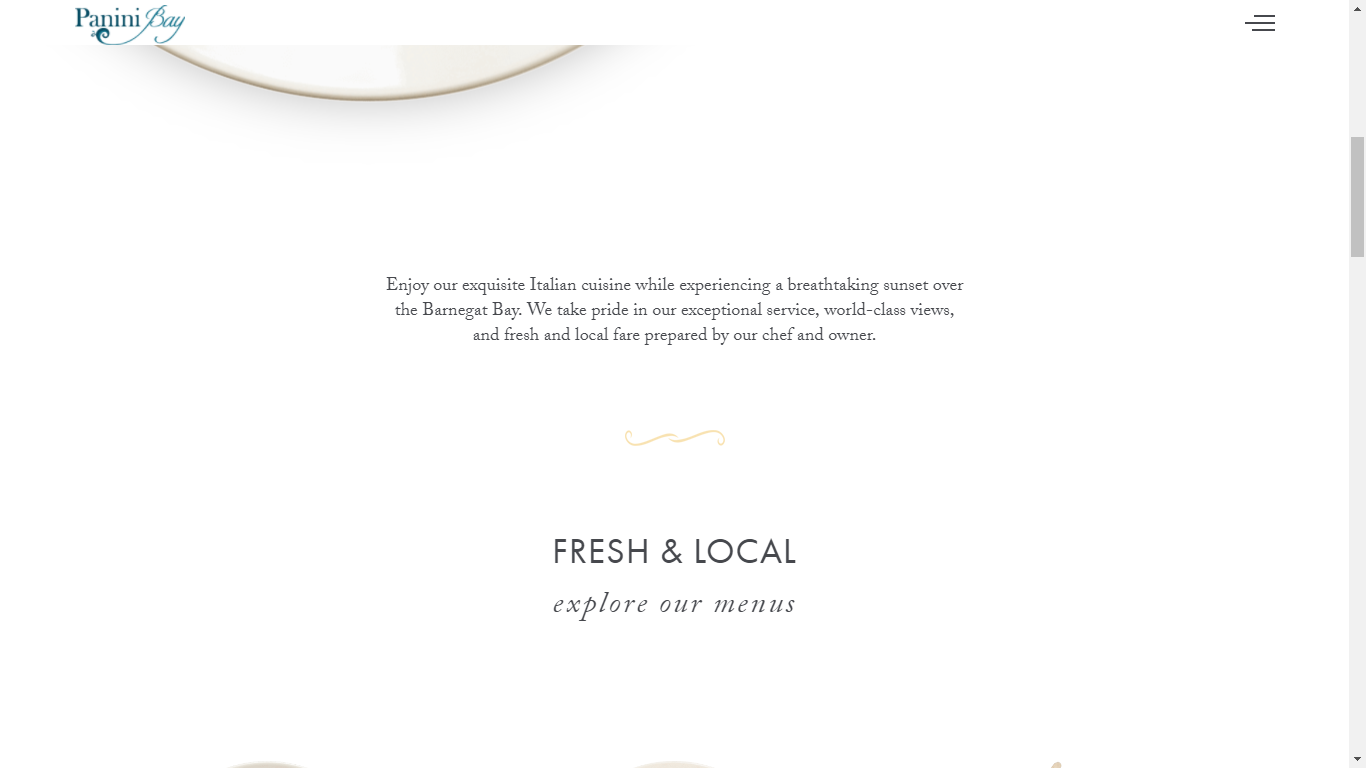 Panini Bay
Enjoy our exquisite Italian cuisine while experiencing a breathtaking sunset over
the Barnegat Bay. We take pride in our exceptional service, world-class views,
and fresh and local fare prepared by our chef and owner.
FRESH & LOCAL
explore our menus